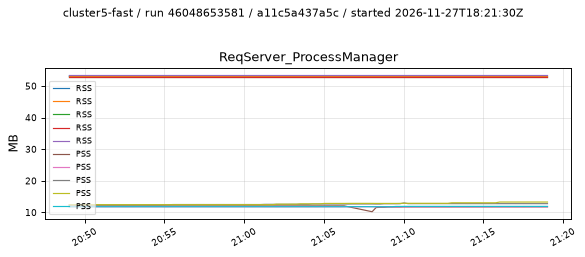 cluster5-fast / run 46048653581 / a11c5a437a5c / started 2026-11-27T18:21:30Z
ReqServer_ProcessManager
MB
50
40
30
20
10
RSS
RSS
RSS
RSS
RSS
PSS
PSS
PSS
PSS
PSS
20:50
20:55
21:00
21:05
21:10
21:15
21:20